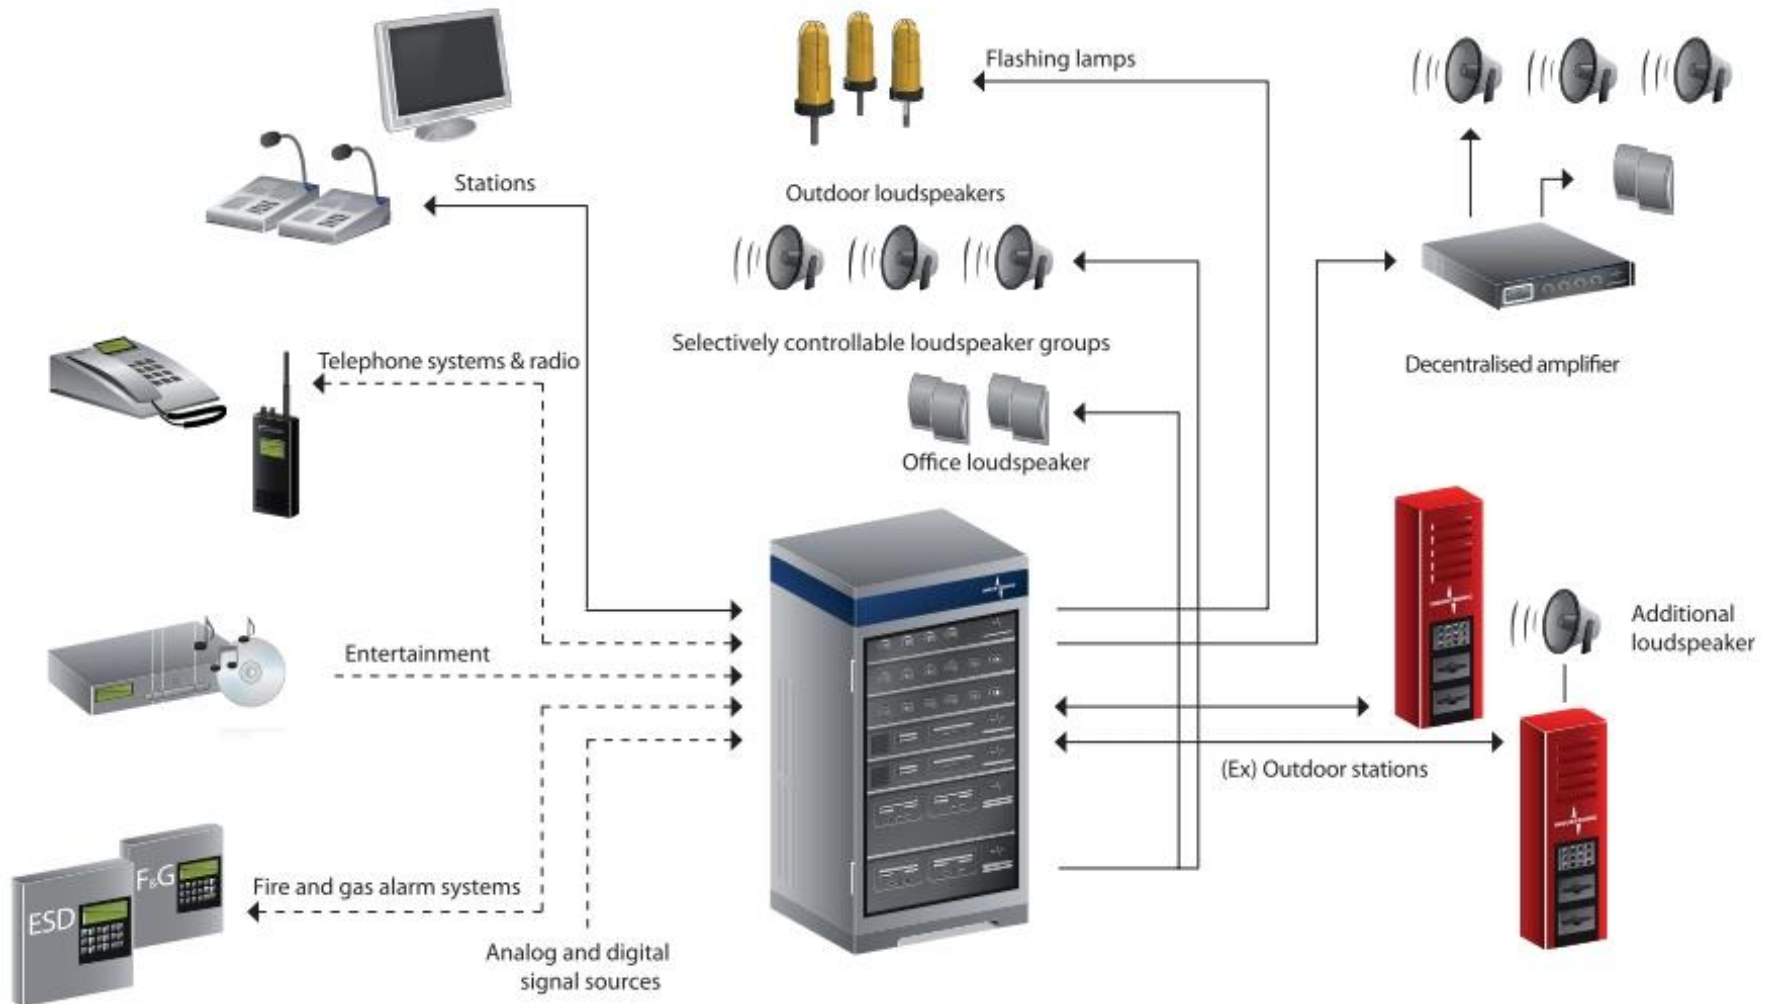 Flashing lamps
Stations
Outdoor loudspeakers
Selectively controllable loudspeaker groups
Telephone systems & radio
Decentralised amplifier
Office loudspeaker
Additional
loudspeaker
Entertainment
(Ex) Outdoor stations
F&G
ESD
Fire and gas alarm systems
Analog and digital
signal sources